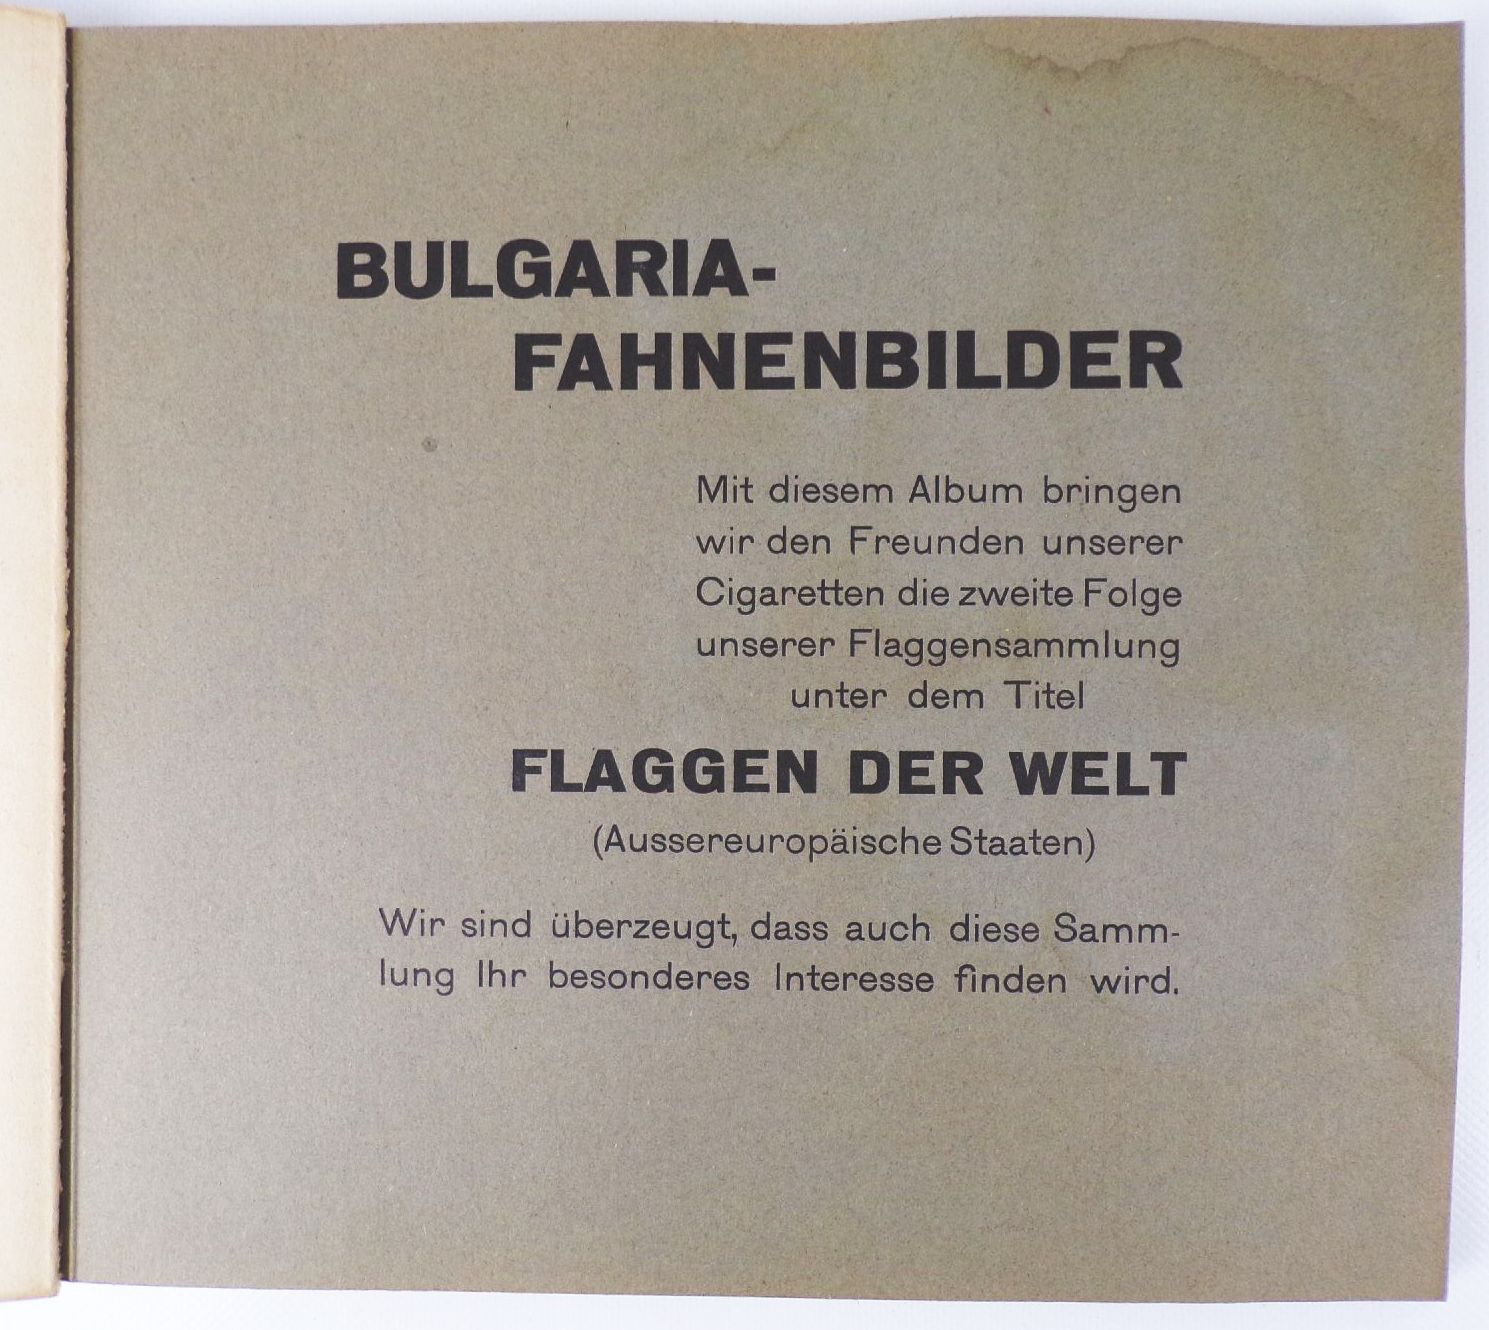 BULGARIA-
FAHNENBILDER
Mit diesem Album bringen
wir den Freunden unserer
Cigaretten die zweite Folge
unserer Flaggensammlung
unter dem Titel
FLAGGEN DER WELT
(Aussereuropäische Staaten)
Wir sind überzeugt, dass auch diese Samm-
lung Ihr besonderes Interesse finden wird.